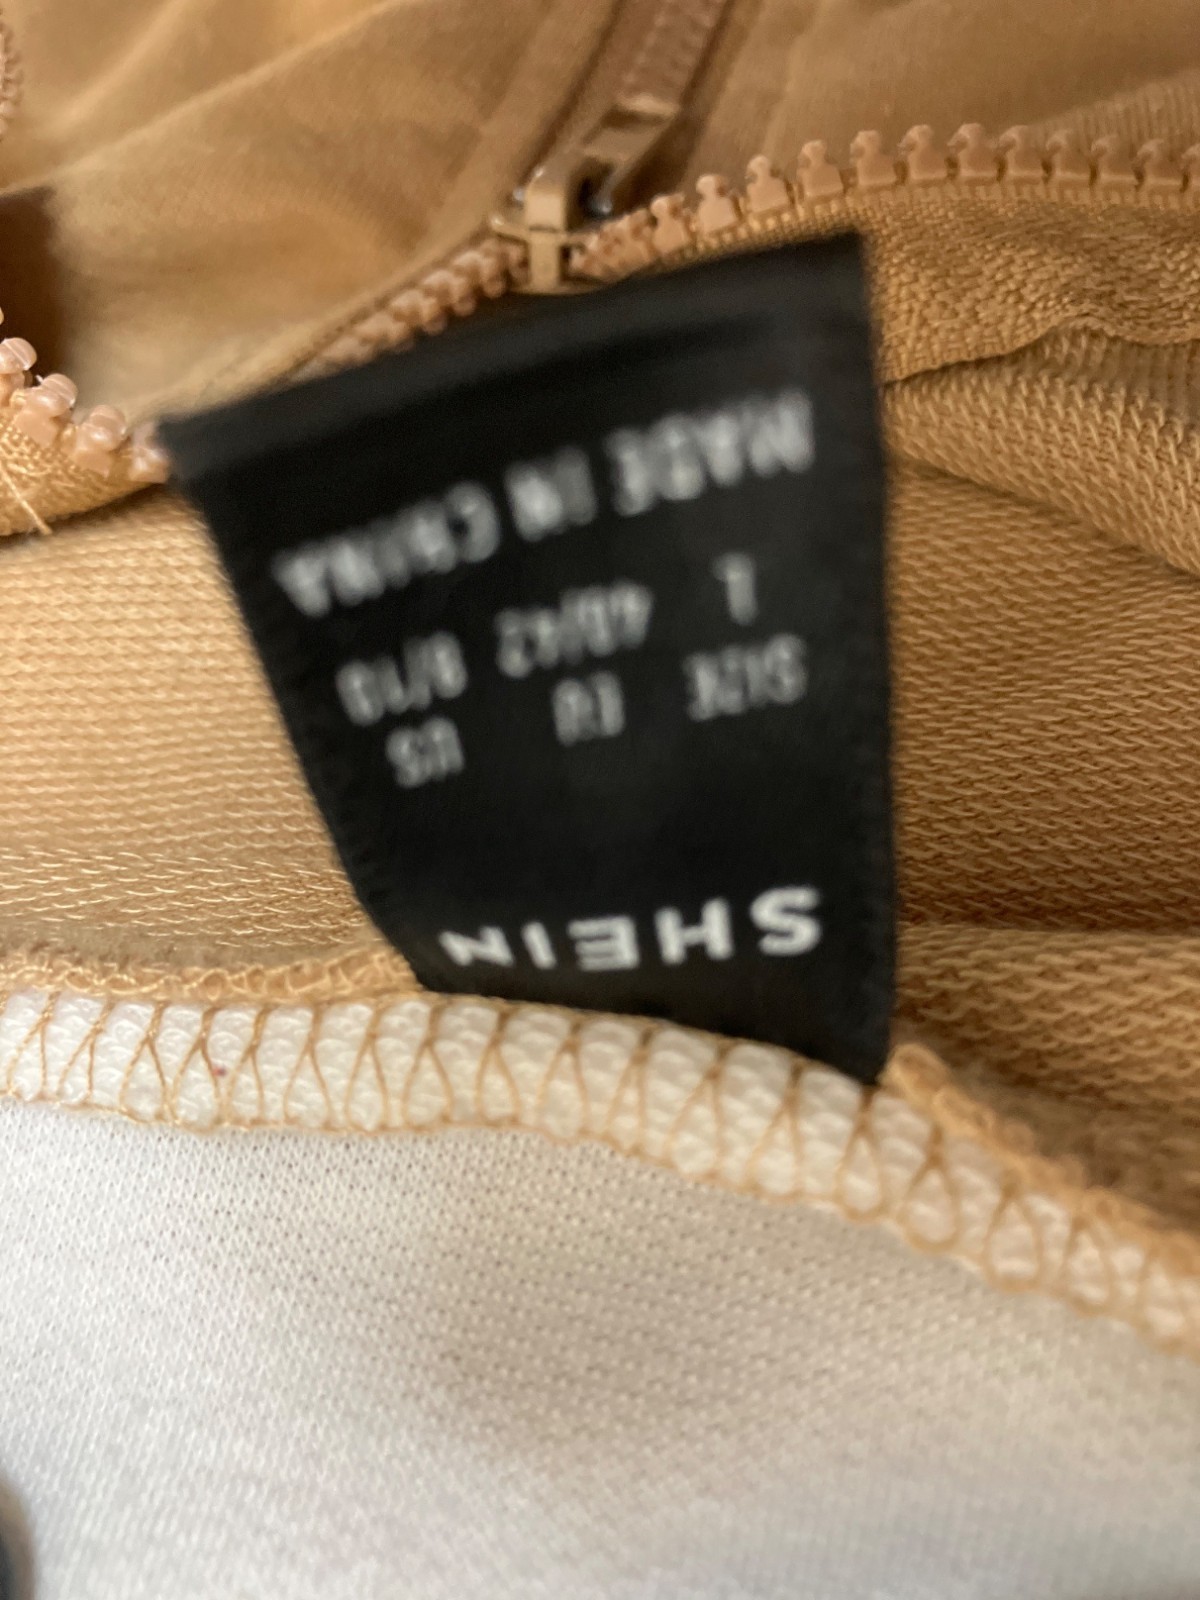 SHEIN
SIZE EU US
L 40/42 8/10
MADE IN CHINA